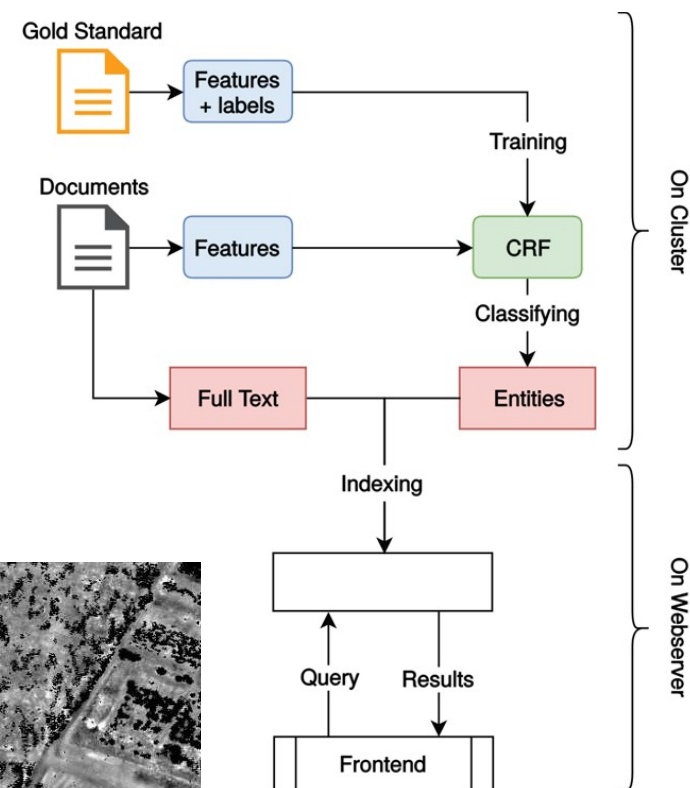 Gold Standard
Features
+ labels
Training
On Cluster
Documents
Features
CRF
Classifying
Full Text
Entities
Indexing
On Webserver
Query
Results
Frontend